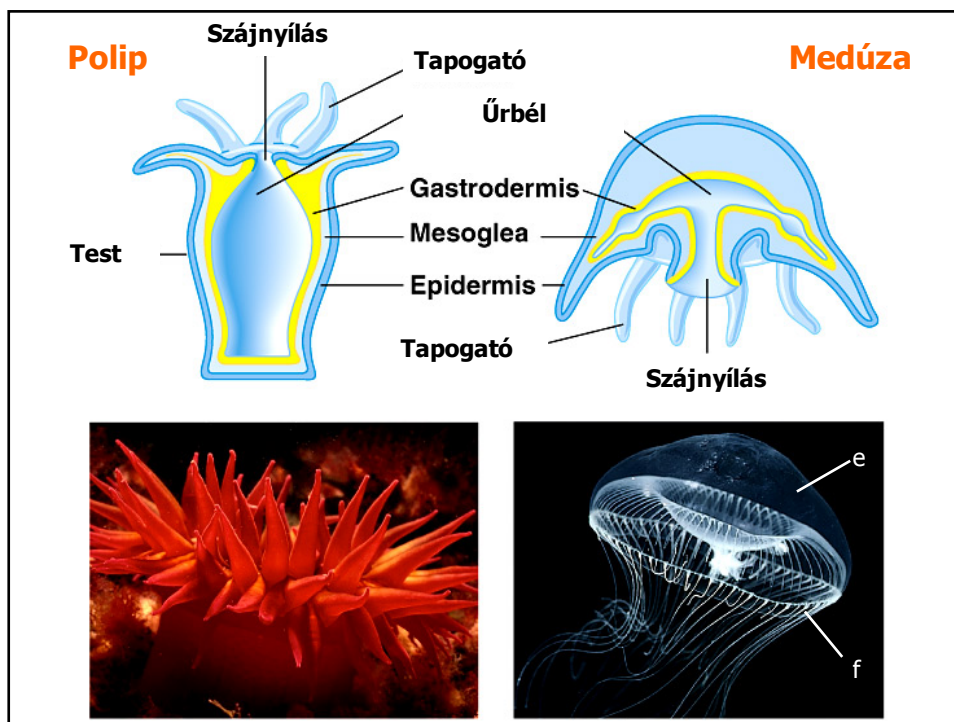 Szájnyílás
Polip
Tapogató
Medúza
Űrbél
Gastrodermis
Mesoglea
Test
Epidermis
Tapogató
Szájnyílás
e
f